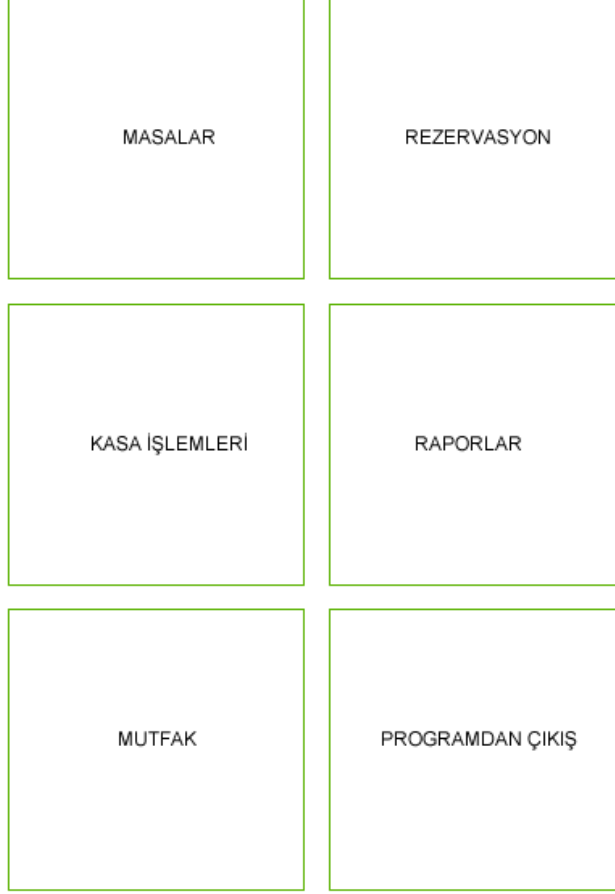 MASALAR
REZERVASYON
KASA İŞLEMLERİ
RAPORLAR
MUTFAK
PROGRAMDAN ÇIKIŞ